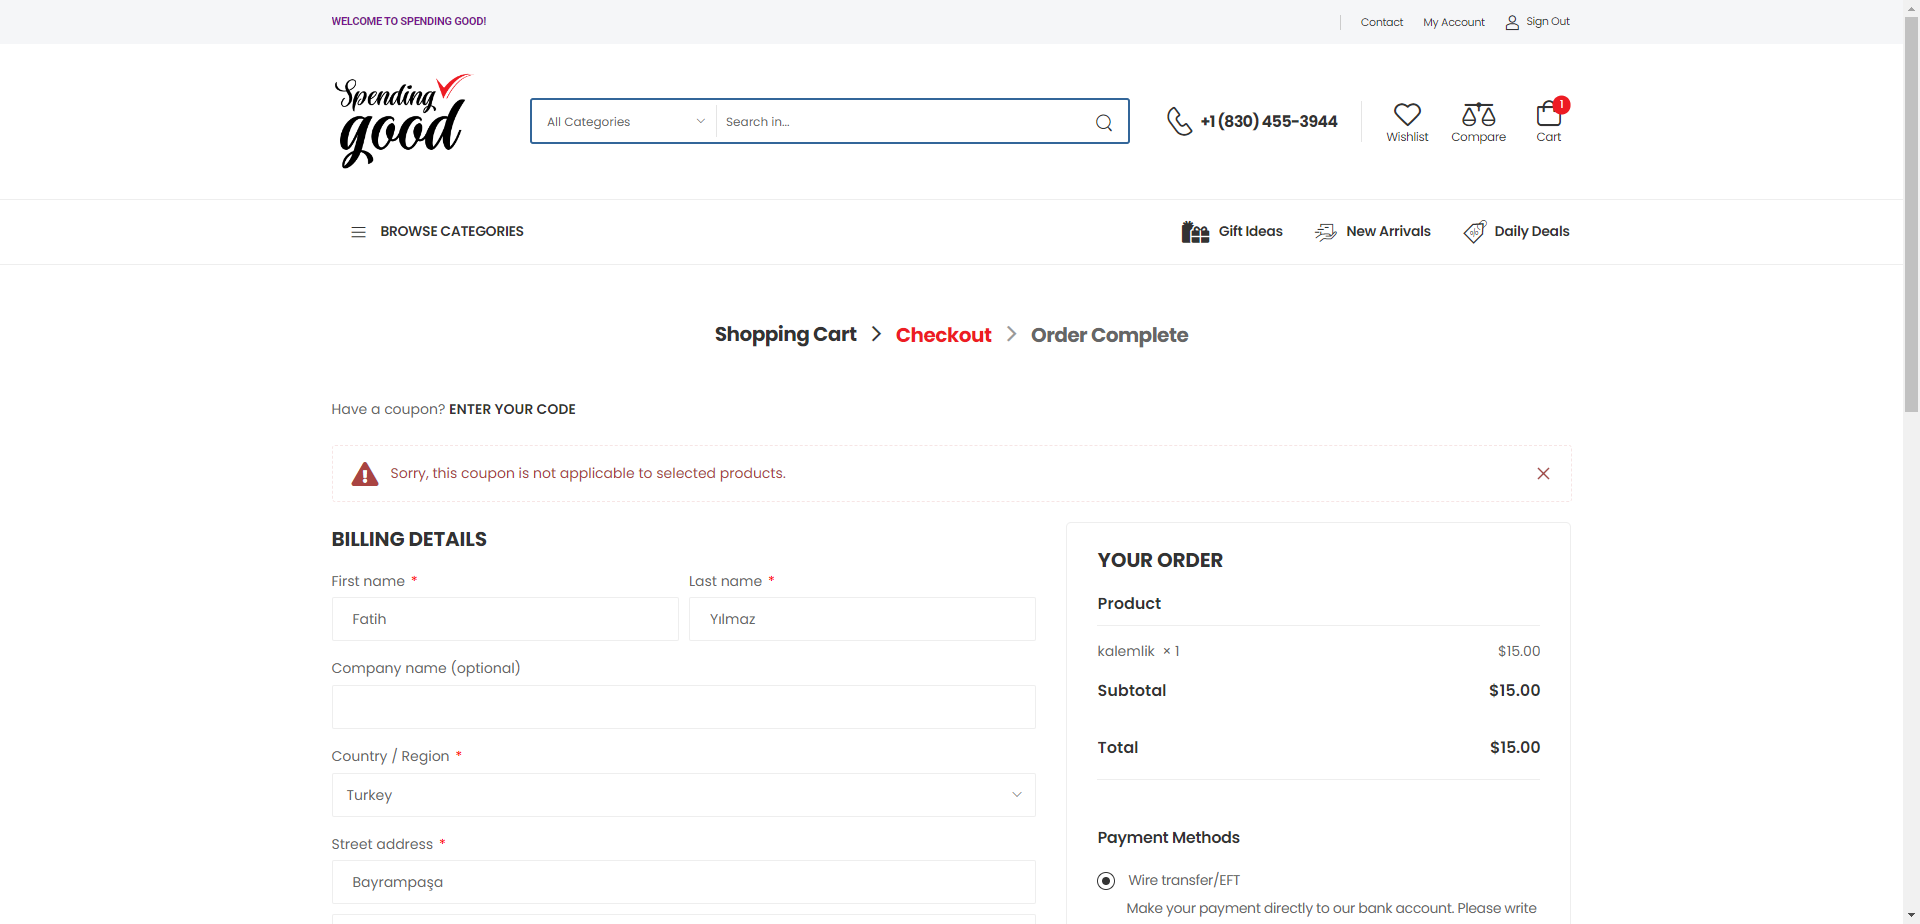 WELCOME TO SPENDING GOOD!
Contact My Account Sign Out
Spending
good
All Categories Search in... +1 (830) 455-3944 Wishlist Compare 1 Cart
BROWSE CATEGORIES Gift Ideas New Arrivals Daily Deals
Shopping Cart Checkout Order Complete
Have a coupon? ENTER YOUR CODE
Sorry, this coupon is not applicable to selected products.
BILLING DETAILS
First name * Last name *
Fatih Yılmaz
Company name (optional)
Country / Region *
Turkey
Street address *
Bayrampaşa
YOUR ORDER
Product
kalemlik × 1 $15.00
Subtotal $15.00
Total $15.00
Payment Methods
Wire transfer/EFT
Make your payment directly to our bank account. Please write